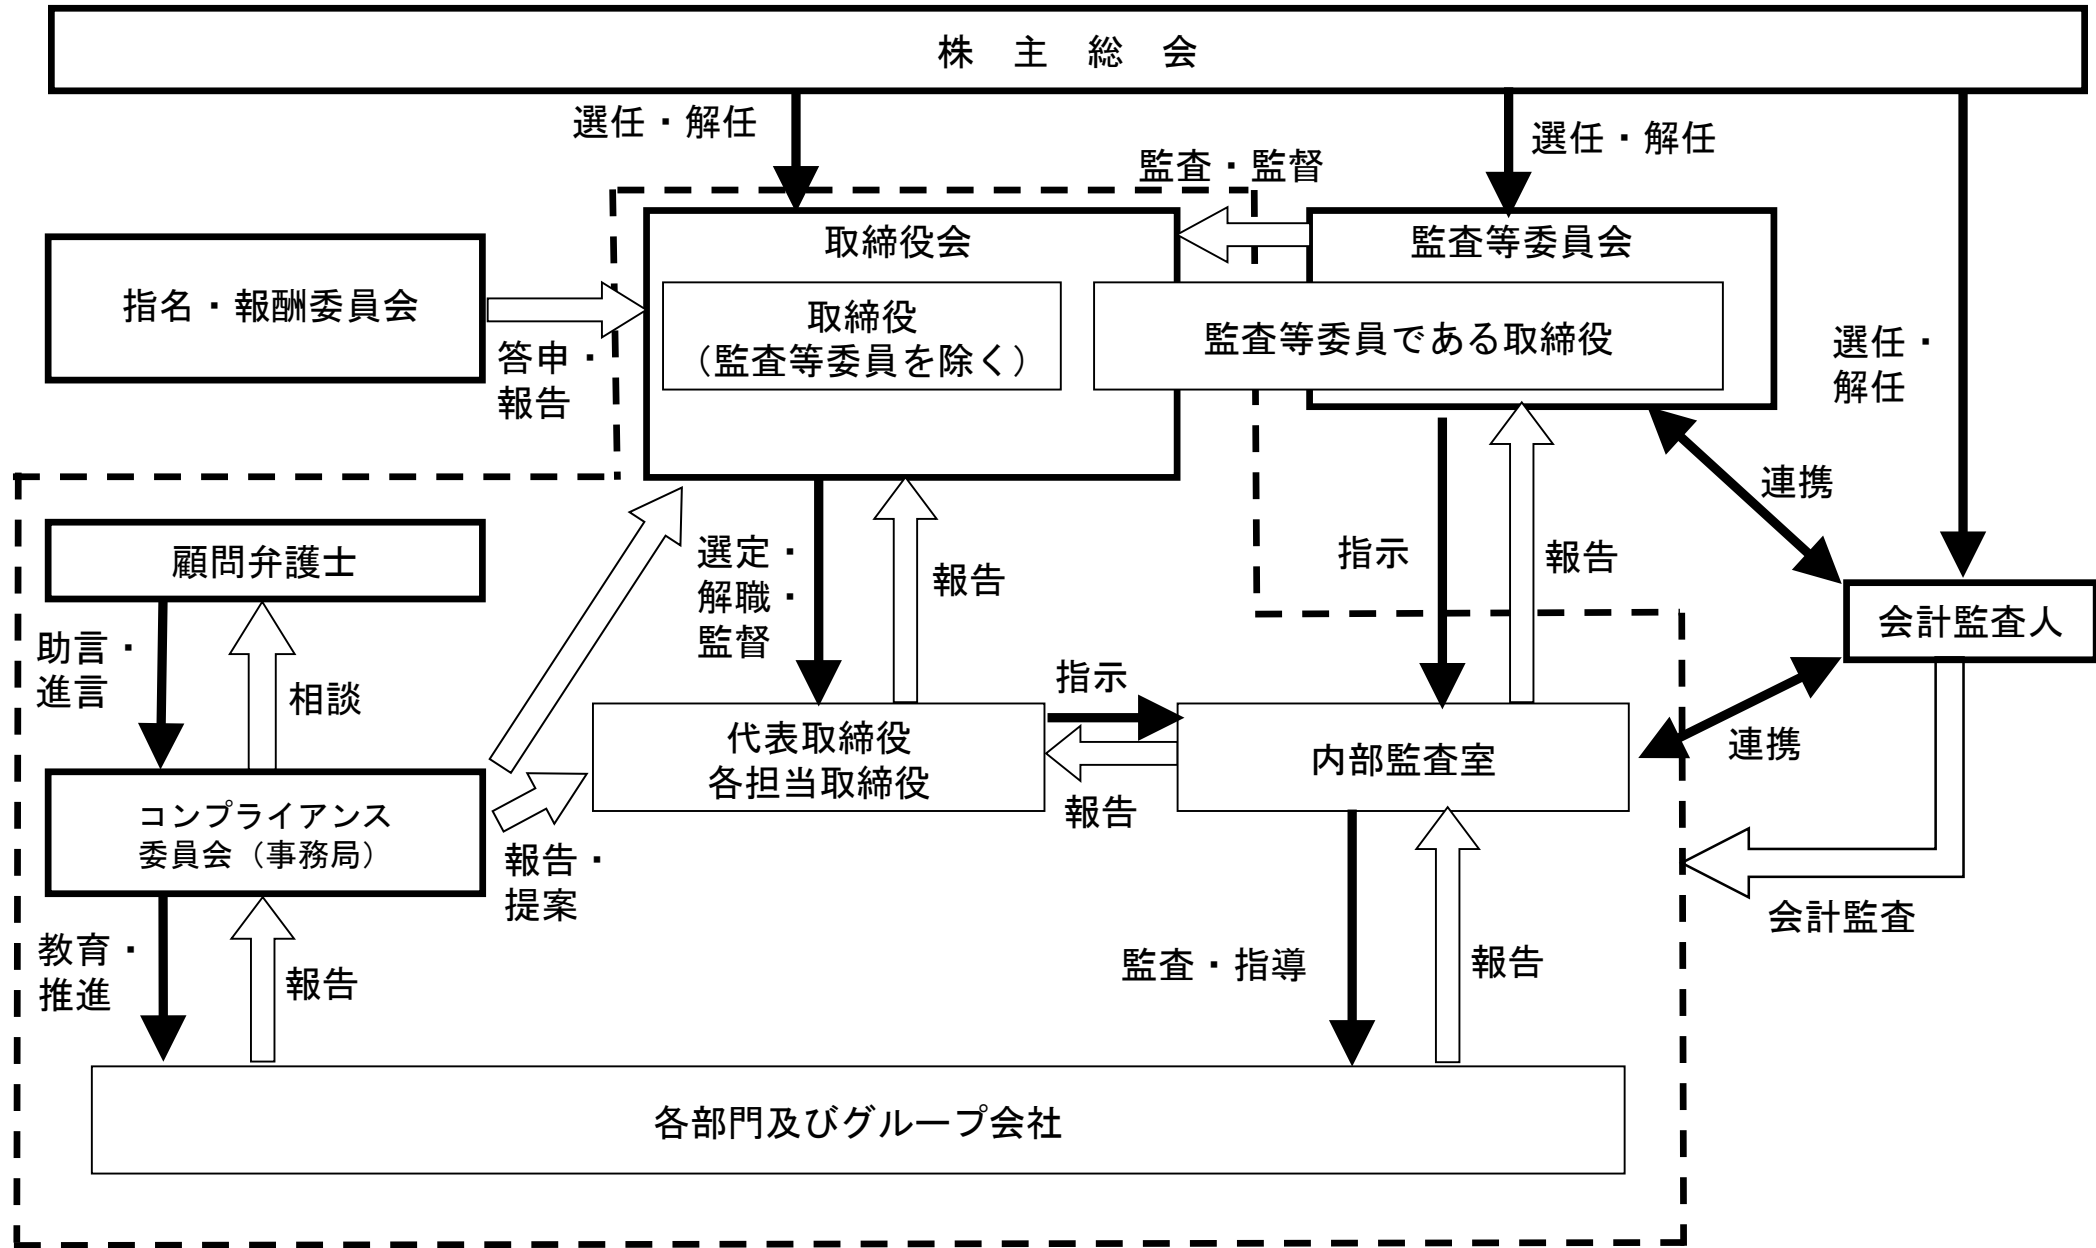 株　主　総　会
選任・解任
選任・解任
監査・監督
取締役会
監査等委員会
指名・報酬委員会
取締役
（監査等委員を除く）
監査等委員である取締役
選任・
解任
答申・
報告
連携
顧問弁護士
選定・
解職・
監督
報告
指示
報告
会計監査人
助言・
進言
相談
指示
代表取締役
各担当取締役
内部監査室
連携
報告
コンプライアンス
委員会（事務局）
報告・
提案
会計監査
教育・
推進
報告
監査・指導
報告
各部門及びグループ会社